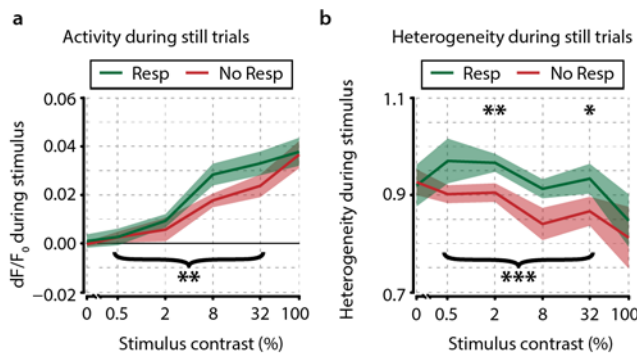 a
Activity during still trials
Resp
No Resp
dF/F0 during stimulus
0.06
0.04
0.02
0.00
−0.02
**
0
0.5
2
8
32
100
Stimulus contrast (%)
b
Heterogeneity during still trials
Resp
No Resp
Heterogeneity during stimulus
1.1
0.9
0.7
**
*
***
0
0.5
2
8
32
100
Stimulus contrast (%)